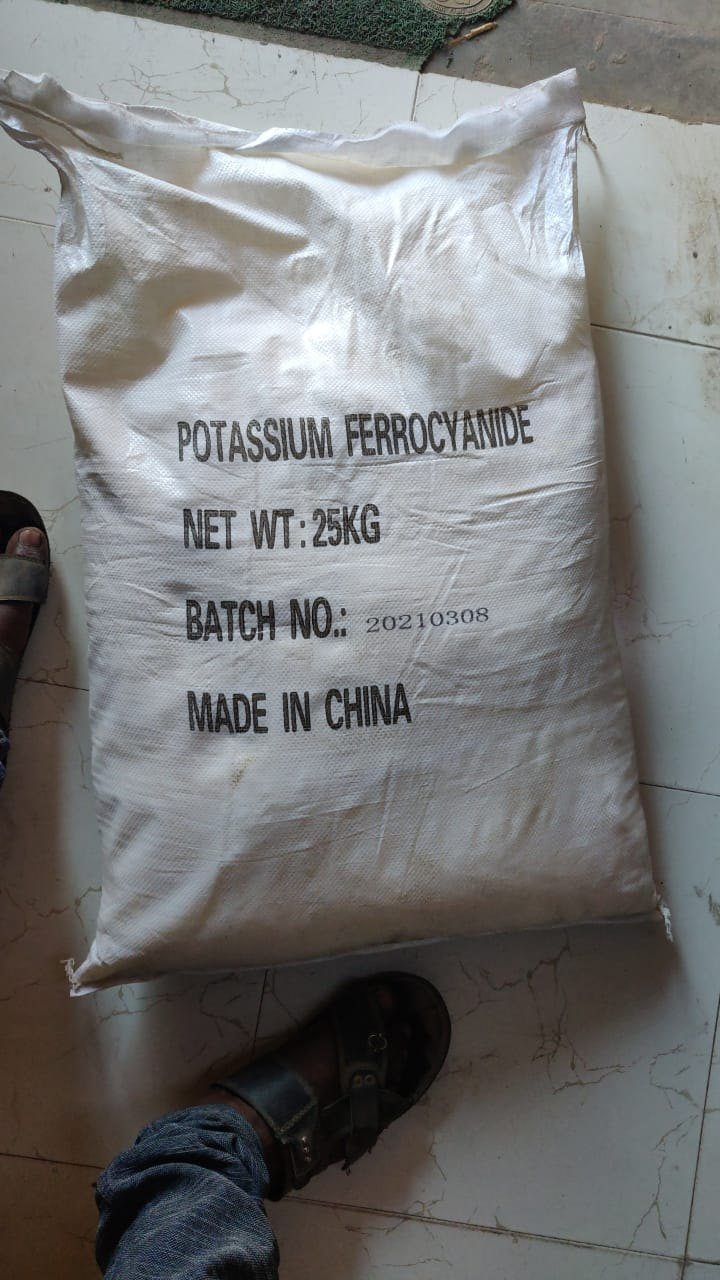 POTASSIUM FERROCYANIDE
NET WT: 25KG
BATCH NO.: 20210308
MADE IN CHINA